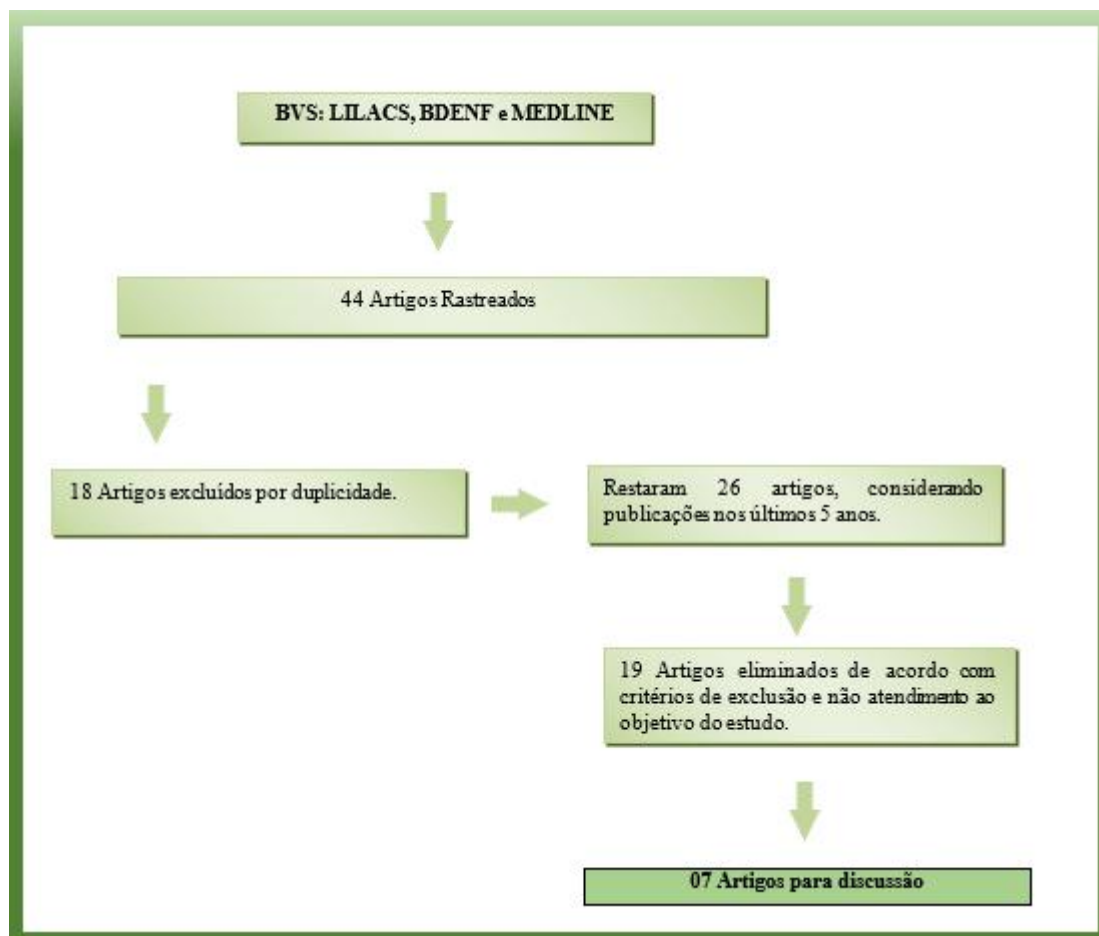 BVS: LILACS, BDENF e MEDLINE
44 Artigos Rastreados
18 Artigos excluídos por duplicidade.
Restaram 26 artigos, considerando
publicações nos últimos 5 anos.
19 Artigos eliminados de acordo com
critérios de exclusão e não atendimento ao
objetivo do estudo.
07 Artigos para discussão